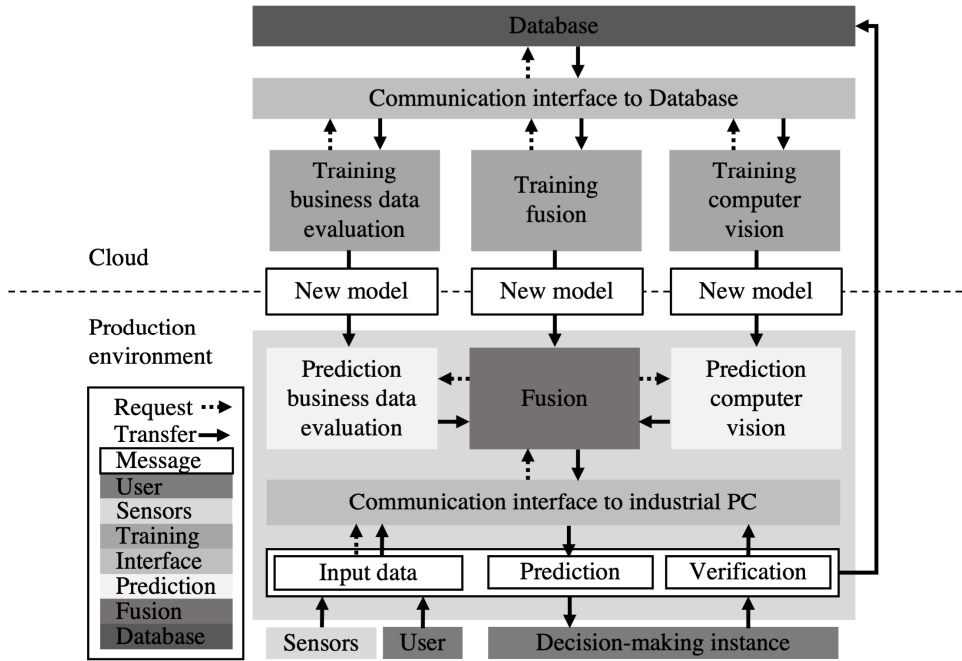 Database
Communication interface to Database
Training
business data
evaluation
Training
fusion
Training
computer
vision
Cloud
New model
New model
New model
Production
environment
Prediction
business data
evaluation
Fusion
Prediction
computer
vision
Request
Transfer
Message
User
Sensors
Training
Interface
Prediction
Fusion
Database
Communication interface to industrial PC
Input data
Prediction
Verification
Sensors
User
Decision-making instance